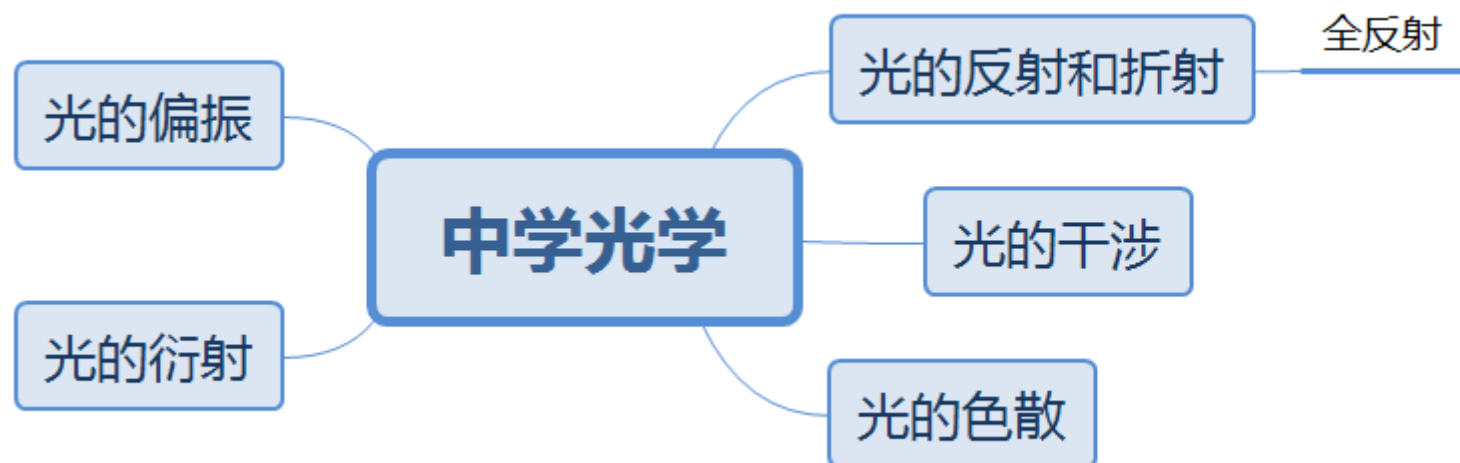 中学光学
光的反射和折射
全反射
光的干涉
光的色散
光的偏振
光的衍射